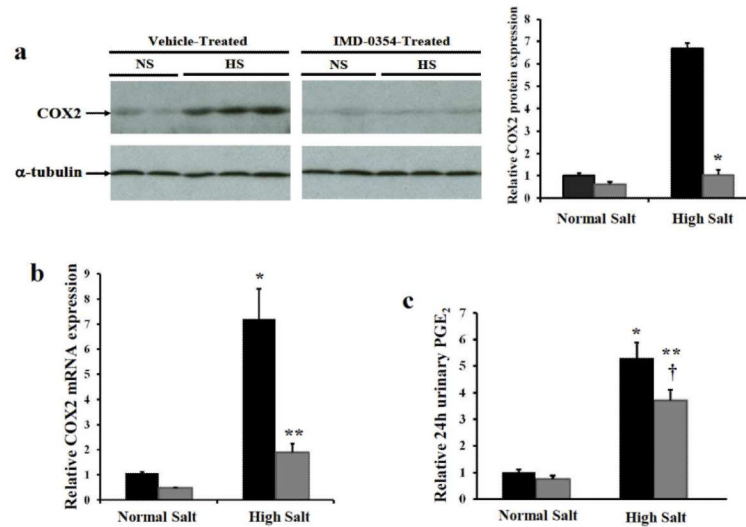 a
Vehicle-Treated
IMD-0354-Treated
NS
HS
NS
HS
COX2
α-tubulin
Relative COX2 protein expression
8
7
6
5
4
3
2
1
0
*
Normal Salt
High Salt
b
Relative COX2 mRNA expression
9
8
7
6
5
4
3
2
1
0
*
**
Normal Salt
High Salt
c
Relative 24h urinary PGE₂
7
6
5
4
3
2
1
0
*
**
†
Normal Salt
High Salt